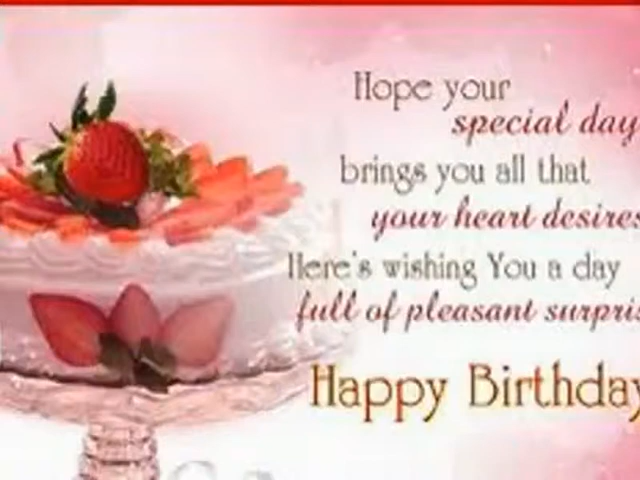 Hope your
special day
brings you all that
your heart desires
Here's wishing You a day
full of pleasant surpris
Happy Birthday